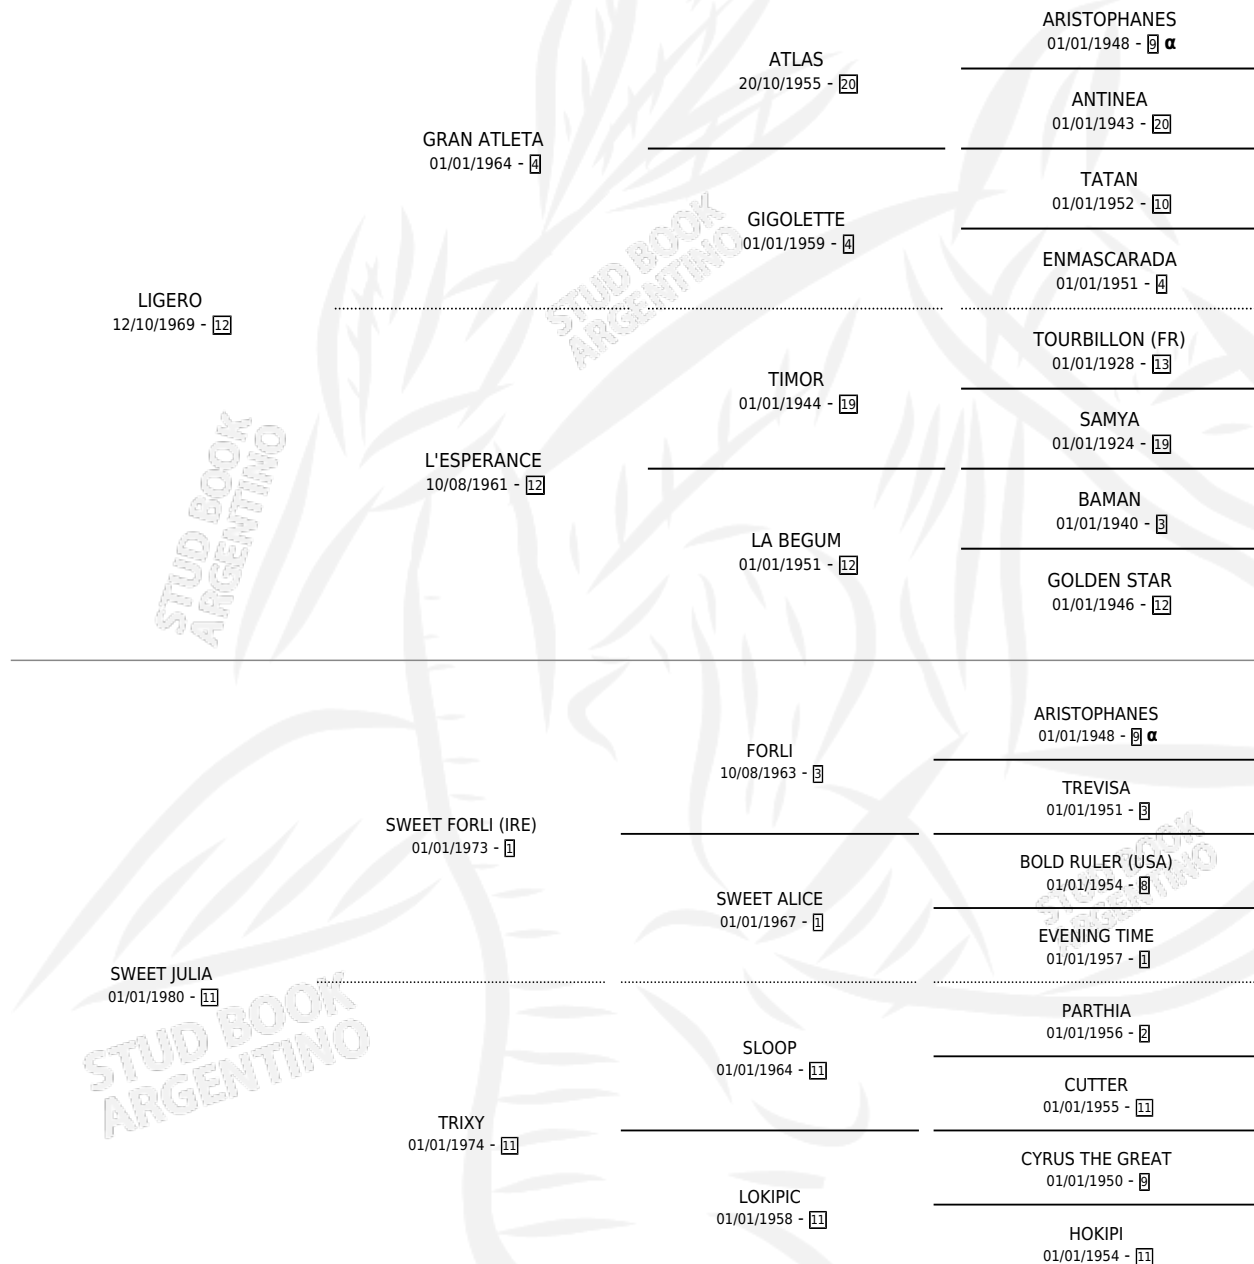 ARISTOPHANES
01/01/1948 - 9 α
ATLAS
20/10/1955 - 20
ANTINEA
01/01/1943 - 20
GRAN ATLETA
01/01/1964 - 4
TATAN
01/01/1952 - 10
GIGOLETTE
01/01/1959 - 4
ENMASCARADA
01/01/1951 - 4
LIGERO
12/10/1969 - 12
STUD BOOK
ARGENTINO
TOURBILLON (FR)
01/01/1928 - 13
TIMOR
01/01/1944 - 19
SAMYA
01/01/1924 - 19
L'ESPERANCE
10/08/1961 - 12
BAMAN
01/01/1940 - 3
LA BEGUM
01/01/1951 - 12
GOLDEN STAR
01/01/1946 - 12
STUD BOOK
ARGENTINO
ARISTOPHANES
01/01/1948 - 9 α
FORLI
10/08/1963 - 3
TREVISA
01/01/1951 - 3
SWEET FORLI (IRE)
01/01/1973 - 1
BOLD RULER (USA)
01/01/1954 - 8
SWEET ALICE
01/01/1967 - 1
EVENING TIME
01/01/1957 - 1
STUD BOOK
ARGENTINO
SWEET JULIA
01/01/1980 - 11
PARTHIA
01/01/1956 - 2
SLOOP
01/01/1964 - 11
CUTTER
01/01/1955 - 11
STUD BOOK
ARGENTINO
TRIXY
01/01/1974 - 11
CYRUS THE GREAT
01/01/1950 - 9
LOKIPIC
01/01/1958 - 11
HOKIPI
01/01/1954 - 11